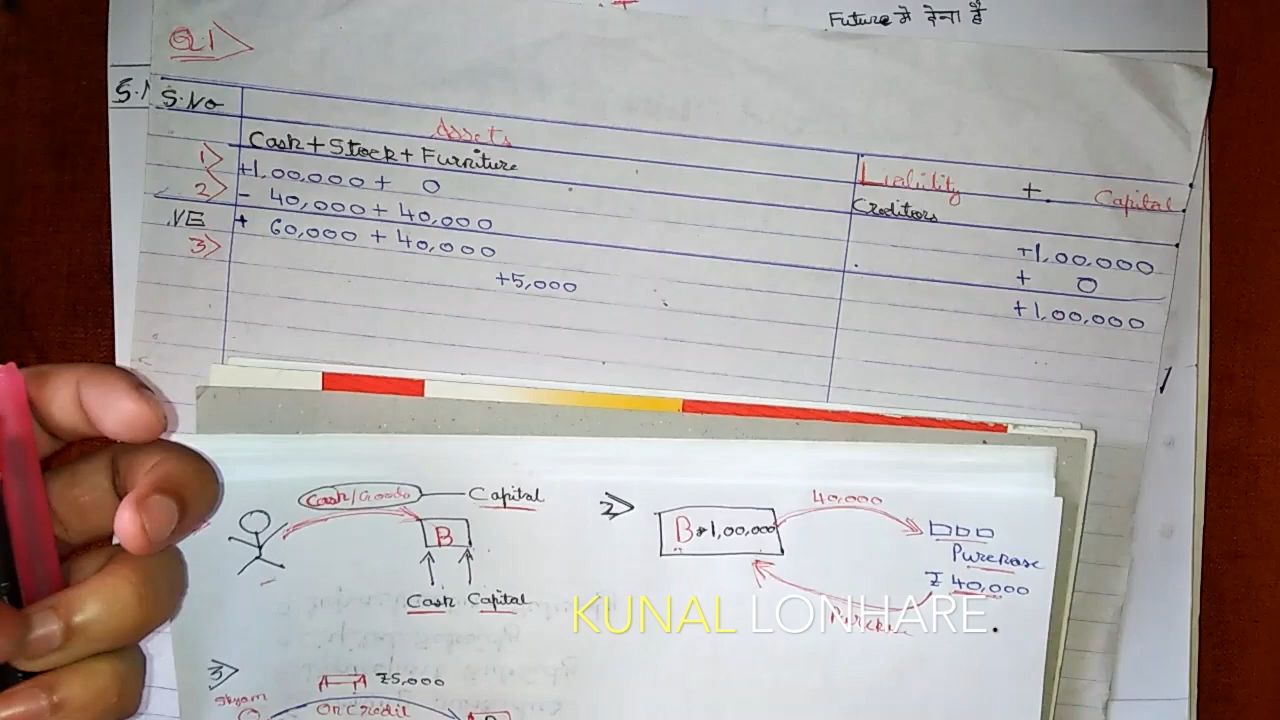 Future मे देना है
Q.1
S.No
Assets
Liability + Capital
Cash + Stock + Furniture
Creditors
1) +1,00,000 + 0
+1,00,000
2) - 40,000 + 40,000
+ 0
NE + 60,000 + 40,000
+1,00,000
3) +5,000
Cash/Goods
Capital
B
Cash Capital
2>
B→1,00,000
40,000
Purchase
₹ 40,000
KUNAL LONHARE.
3>
₹5,000
Shyam
On Credit